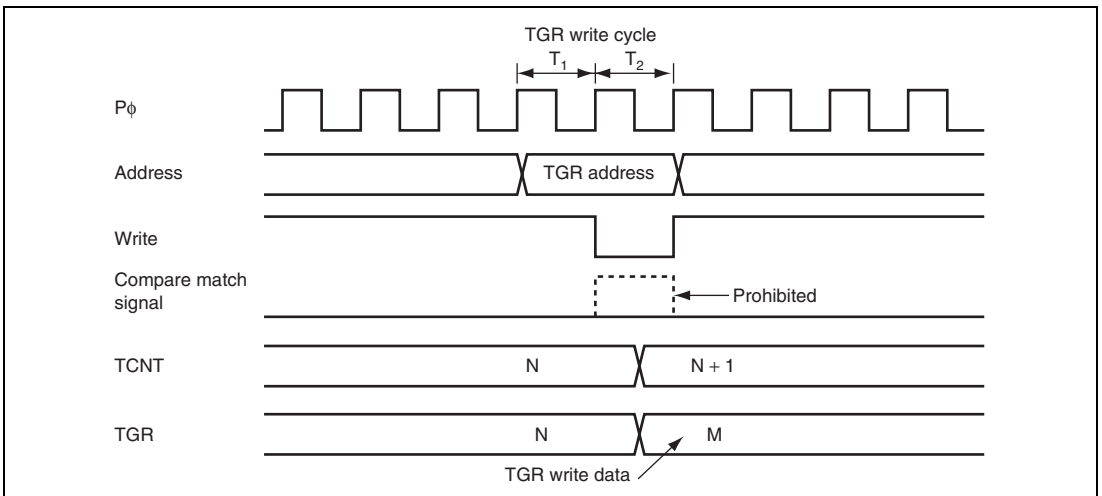 TGR write cycle
T₁ T₂
Pϕ
Address
TGR address
Write
Compare match
signal
Prohibited
TCNT
N
N + 1
TGR
N
M
TGR write data